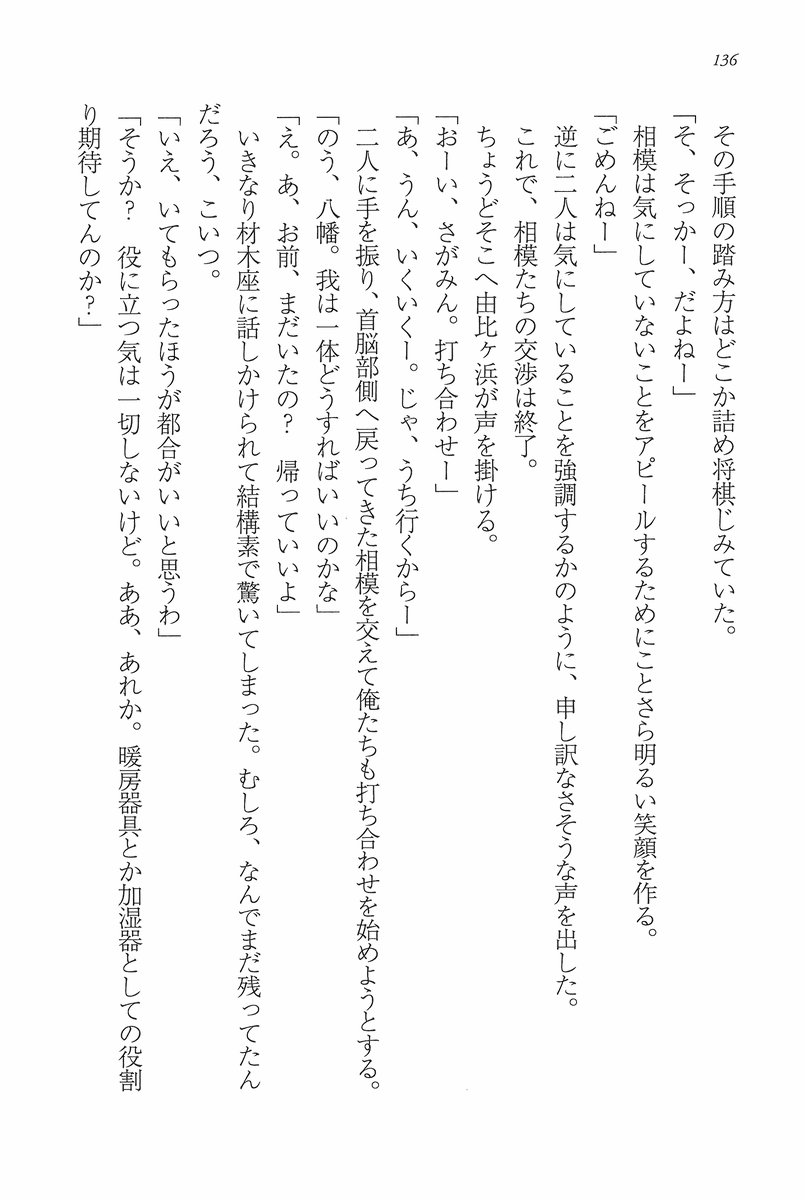 136
その手順の踏み方はどこか詰め将棋じみていた。
「そ、そっかー、だよねー」
相模は気にしていないことをアピールするためにことさら明るい笑顔を作る。
「ごめんねー」
逆に二人は気にしていることを強調するかのように、申し訳なさそうな声を出した。
これで、相模たちの交渉は終了。
ちょうどそこへ由比ヶ浜が声を掛ける。
「おーい、さがみん。打ち合わせー」
「あ、うん、いくいくー。じゃ、うち行くからー」
二人に手を振り、首脳部側へ戻ってきた相模を交えて俺たちも打ち合わせを始めようとする。
「のう、八幡。我は一体どうすればいいのかな」
「え。あ、お前、まだいたの？　帰っていいよ」
いきなり材木座に話しかけられて結構素で驚いてしまった。むしろ、なんでまだ残ってたん
だろう、こいつ。
「いえ、いてもらったほうが都合がいいと思うわ」
「そうか？　役に立つ気は一切しないけど。ああ、あれか。暖房器具とか加湿器としての役割
り期待してんのか？」